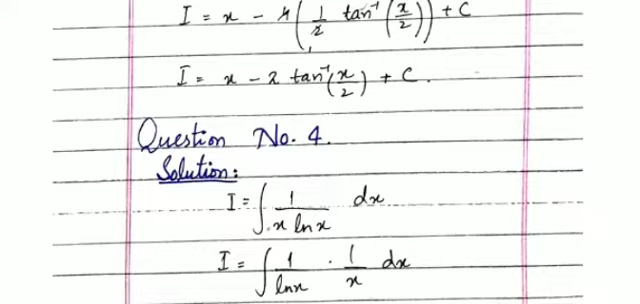 I = x - 4 ( 1/2 tan⁻¹ (x/2) ) + C
I = x - 2 tan⁻¹(x/2) + C.
Question No. 4.
Solution:
I = ∫ 1/(x ln x) dx
I = ∫ 1/(ln x) · 1/x dx